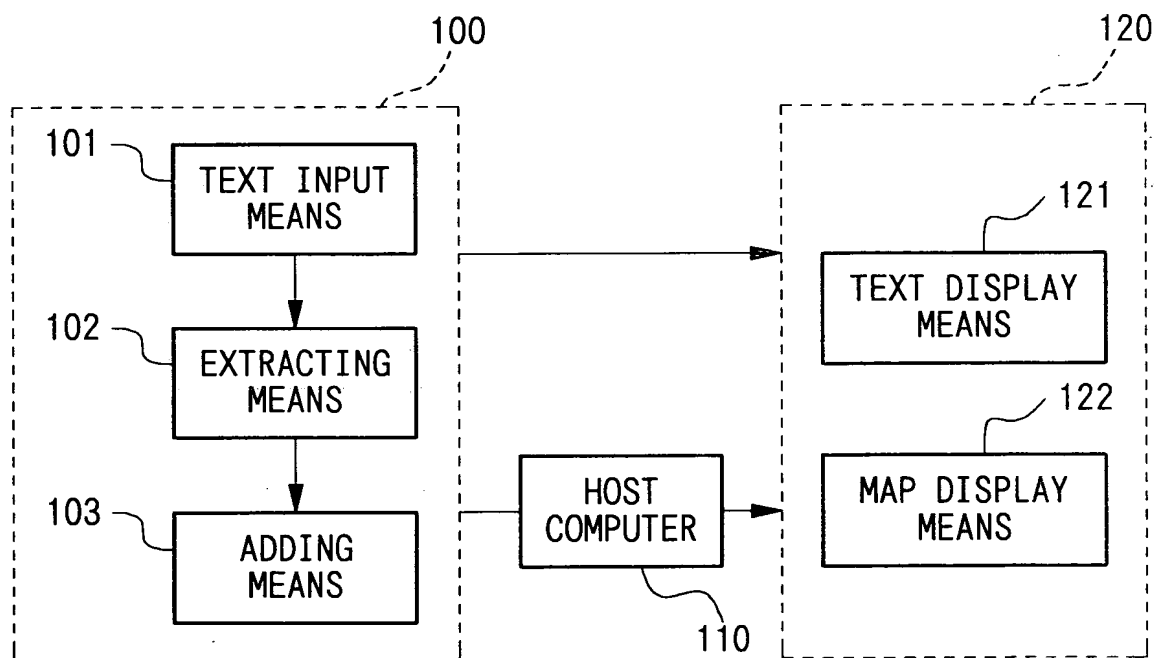 100
120
101
TEXT INPUT
MEANS
121
TEXT DISPLAY
MEANS
102
EXTRACTING
MEANS
122
MAP DISPLAY
MEANS
HOST
COMPUTER
103
ADDING
MEANS
110